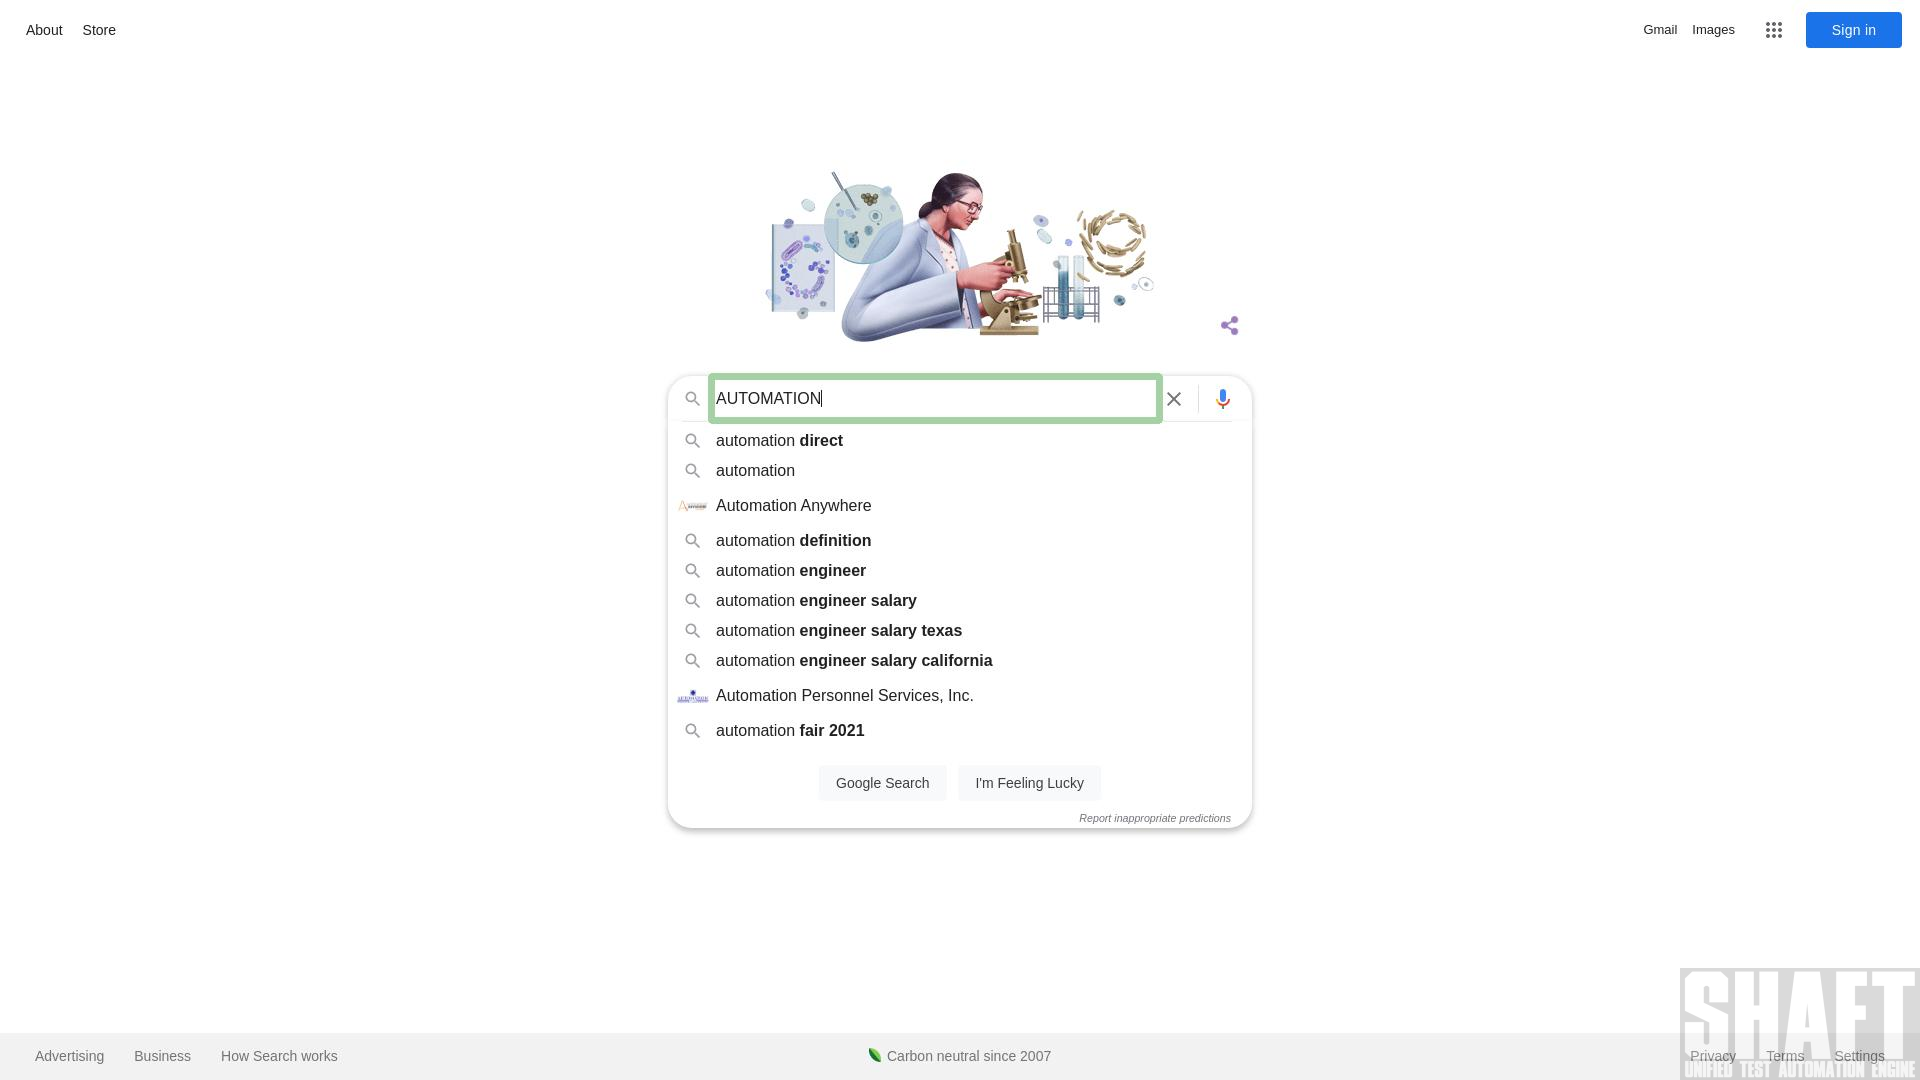 About Store
Gmail Images Sign in
AUTOMATION
automation direct
automation
Automation Anywhere
automation definition
automation engineer
automation engineer salary
automation engineer salary texas
automation engineer salary california
Automation Personnel Services, Inc.
automation fair 2021
Google Search I'm Feeling Lucky
Report inappropriate predictions
SHAFT
Advertising Business How Search works Carbon neutral since 2007 Privacy Terms Settings
UNIFIED TEST AUTOMATION ENGINE